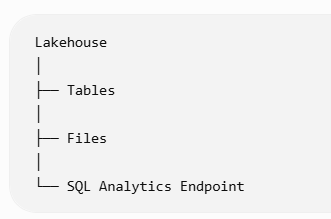 Lakehouse
│
├── Tables
│
├── Files
│
└── SQL Analytics Endpoint